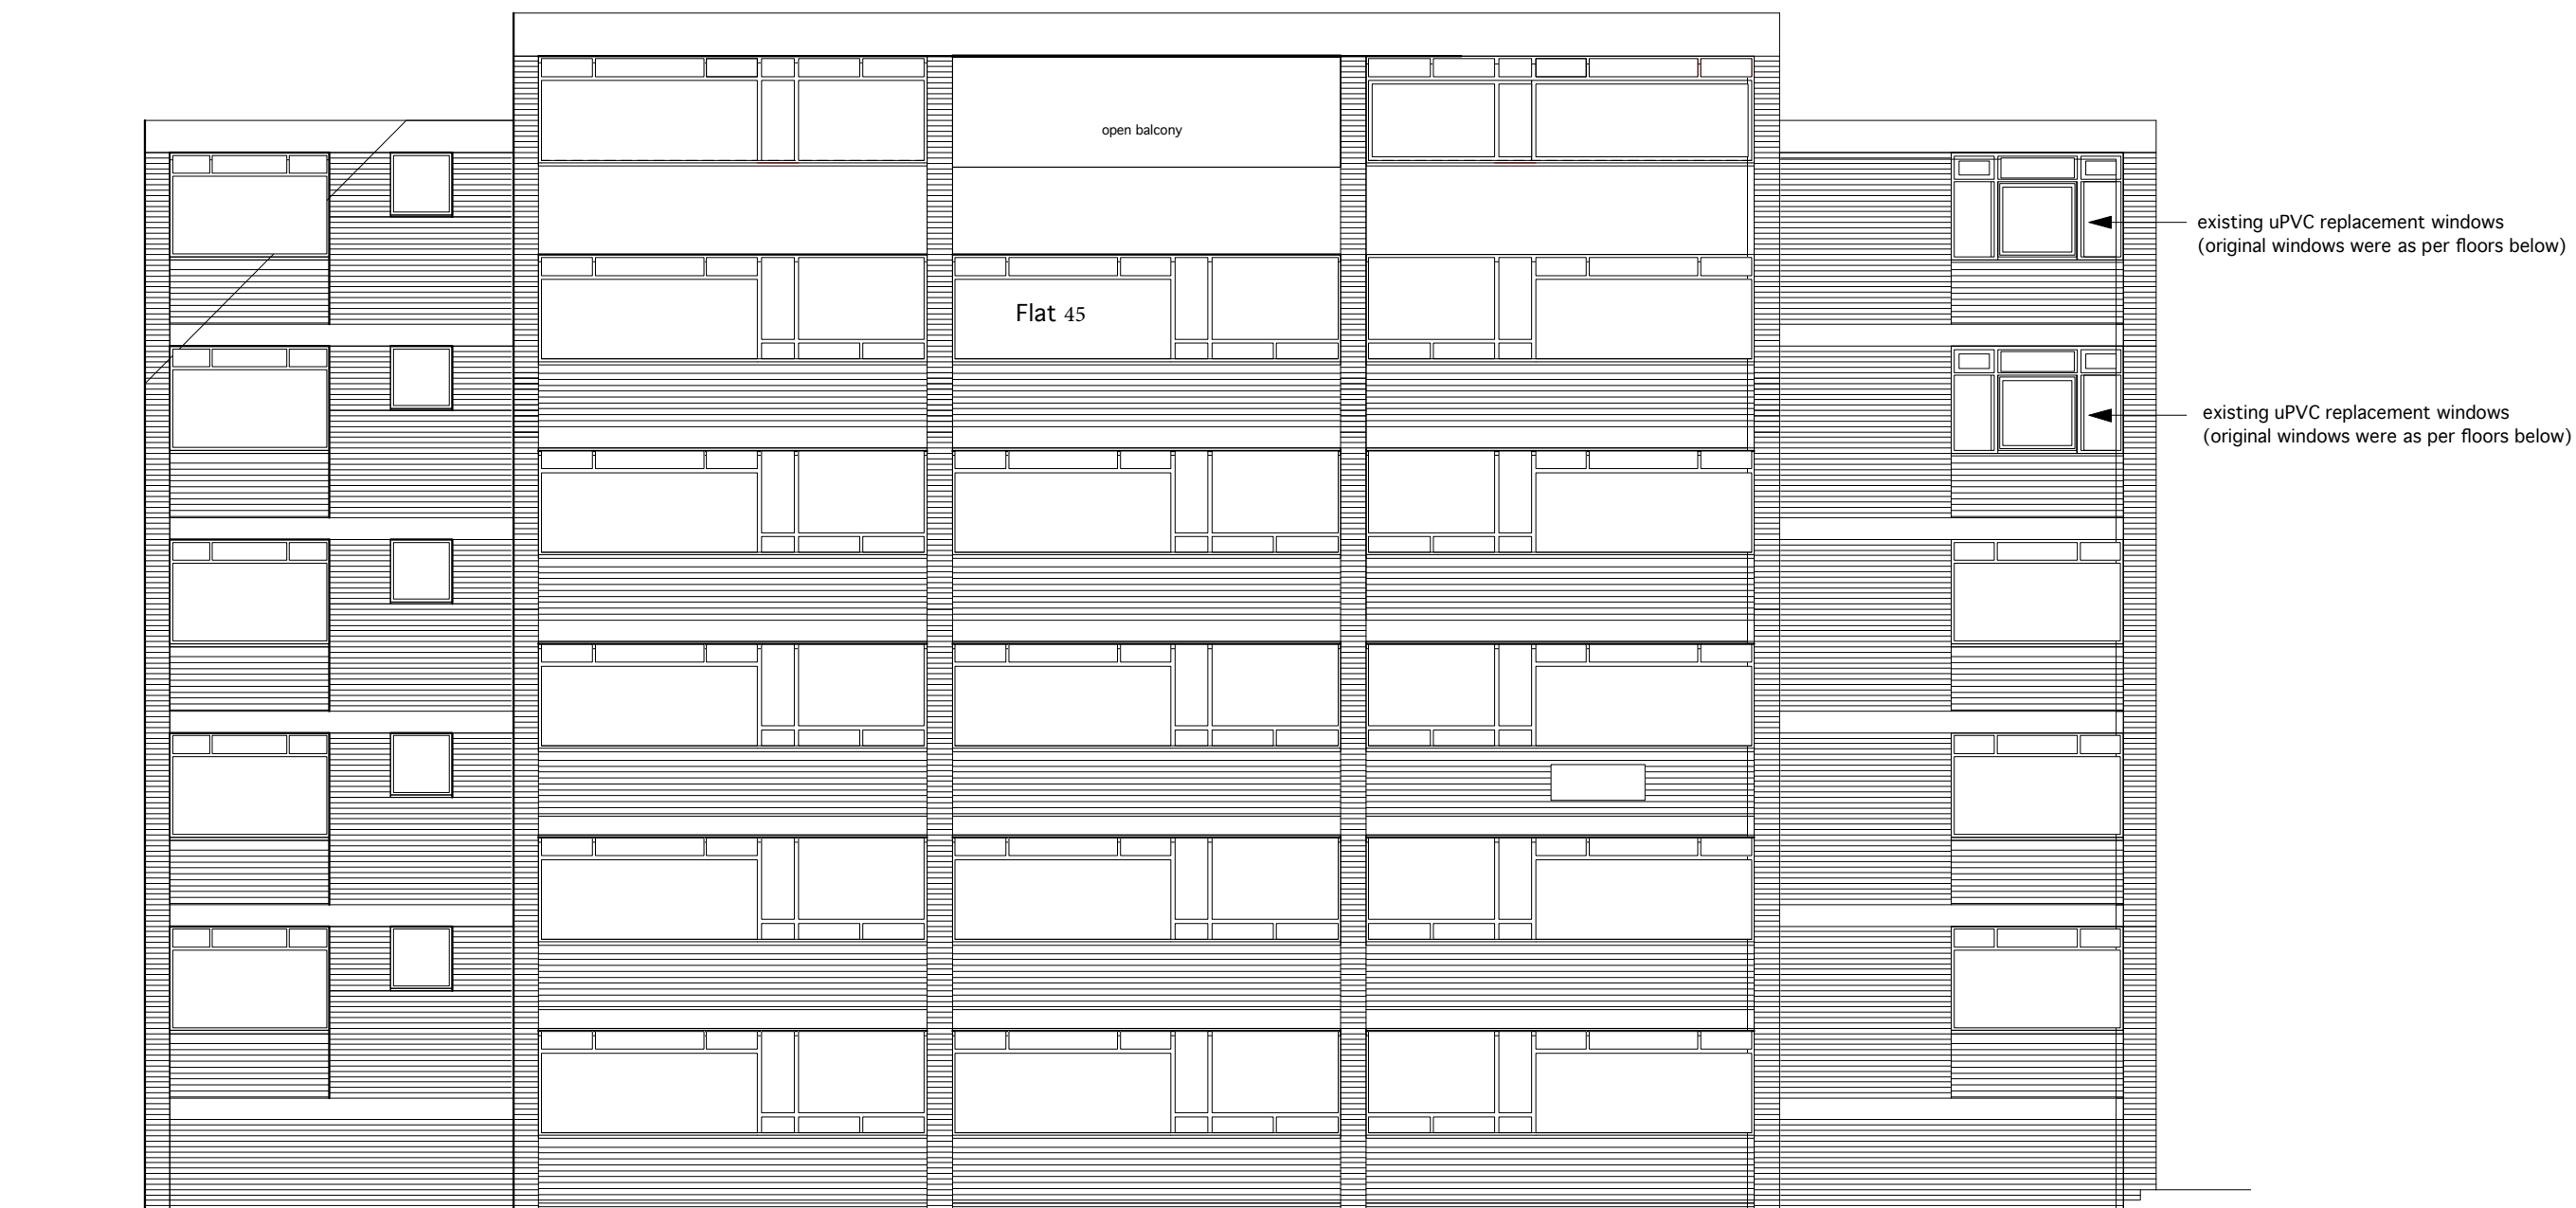 open balcony
existing uPVC replacement windows
(original windows were as per floors below)
Flat 45
existing uPVC replacement windows
(original windows were as per floors below)